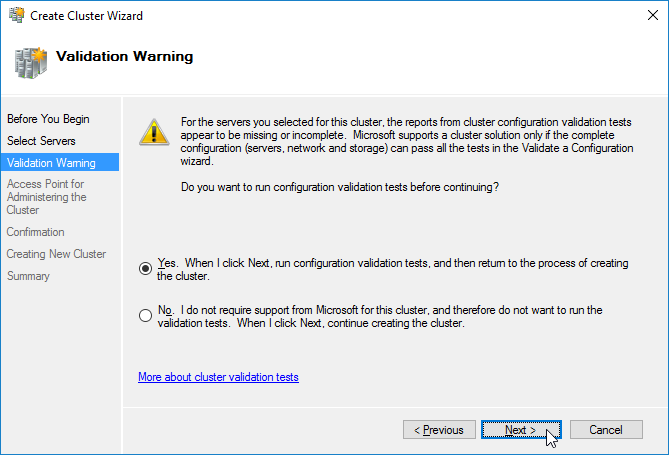 Create Cluster Wizard
Validation Warning
Before You Begin
Select Servers
Validation Warning
Access Point for
Administering the
Cluster
Confirmation
Creating New Cluster
Summary
For the servers you selected for this cluster, the reports from cluster configuration validation tests
appear to be missing or incomplete.  Microsoft supports a cluster solution only if the complete
configuration (servers, network and storage) can pass all the tests in the Validate a Configuration
wizard.
Do you want to run configuration validation tests before continuing?
Yes.  When I click Next, run configuration validation tests, and then return to the process of creating
the cluster.
No.  I do not require support from Microsoft for this cluster, and therefore do not want to run the
validation tests.  When I click Next, continue creating the cluster.
More about cluster validation tests
< Previous
Next >
Cancel